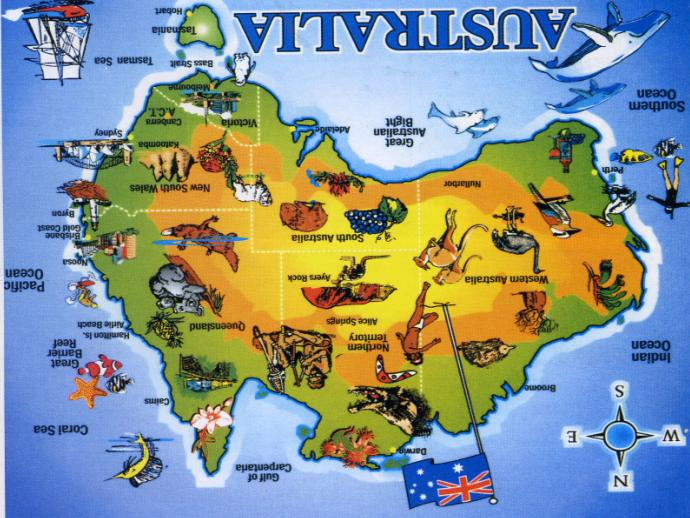 N
W
E
S
Darwin
Gulf of
Carpentaria
Coral Sea
Broome
Cairns
Indian
Ocean
Northern
Territory
Great
Barrier
Reef
Alice Springs
Queensland
Hamilton Is.
Airlie Beach
Western Australia
Ayers Rock
Pacific
Ocean
Noosa
South Australia
Brisbane
Gold Coast
Byron
Nullarbor
New South Wales
Perth
Katoomba
Sydney
Great
Australian
Bight
Adelaide
Victoria
Canberra
A.C.T.
Southern
Ocean
Melbourne
Bass Strait
Tasman Sea
AUSTRALIA
Tasmania
Hobart